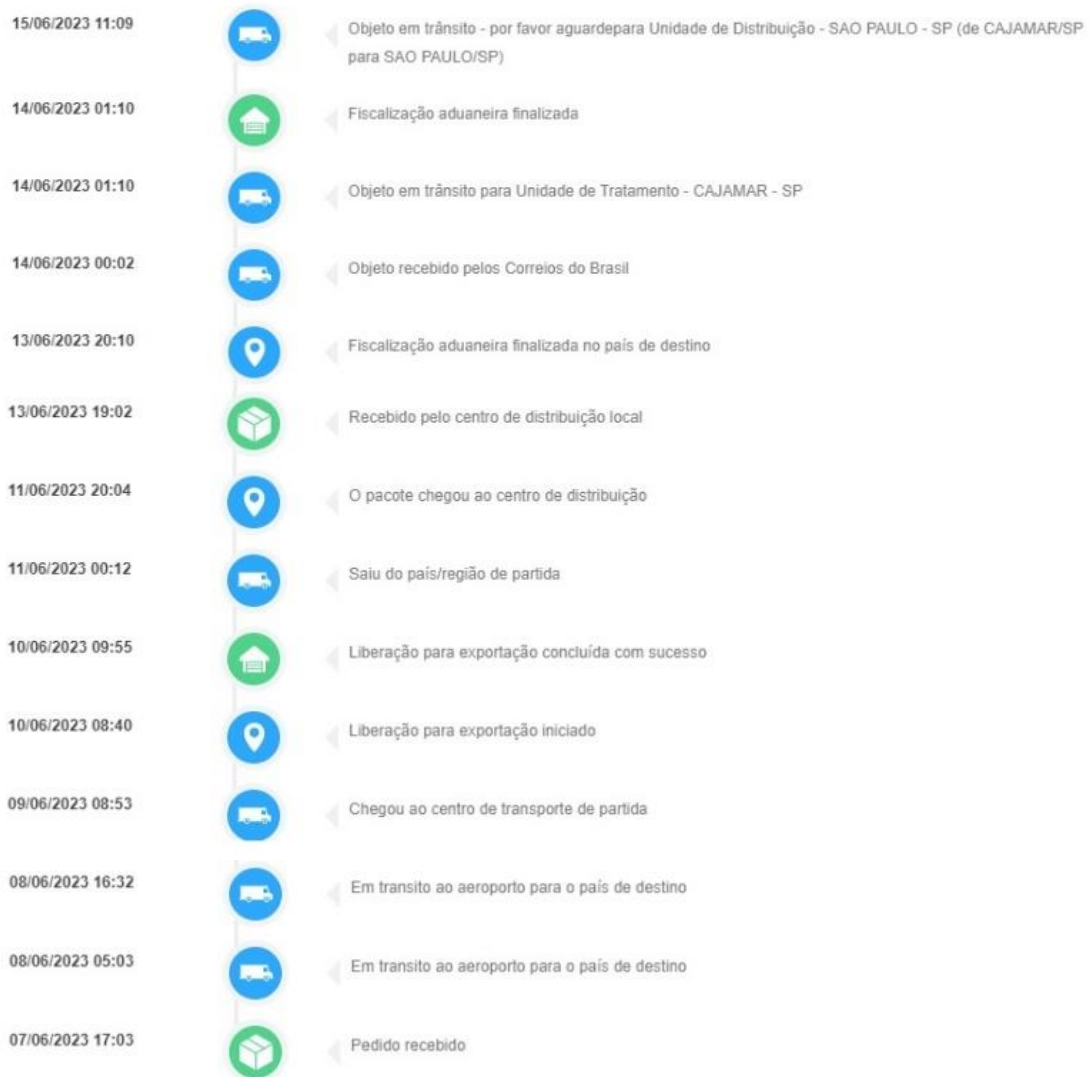 15/06/2023 11:09
Objeto em trânsito - por favor aguardepara Unidade de Distribuição - SAO PAULO - SP (de CAJAMAR/SP
para SAO PAULO/SP)
14/06/2023 01:10
Fiscalização aduaneira finalizada
14/06/2023 01:10
Objeto em trânsito para Unidade de Tratamento - CAJAMAR - SP
14/06/2023 00:02
Objeto recebido pelos Correios do Brasil
13/06/2023 20:10
Fiscalização aduaneira finalizada no país de destino
13/06/2023 19:02
Recebido pelo centro de distribuição local
11/06/2023 20:04
O pacote chegou ao centro de distribuição
11/06/2023 00:12
Saiu do país/região de partida
10/06/2023 09:55
Liberação para exportação concluída com sucesso
10/06/2023 08:40
Liberação para exportação iniciado
09/06/2023 08:53
Chegou ao centro de transporte de partida
08/06/2023 16:32
Em transito ao aeroporto para o país de destino
08/06/2023 05:03
Em transito ao aeroporto para o país de destino
07/06/2023 17:03
Pedido recebido